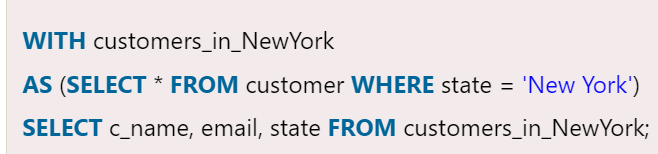 WITH customers_in_NewYork
AS (SELECT * FROM customer WHERE state = 'New York')
SELECT c_name, email, state FROM customers_in_NewYork;